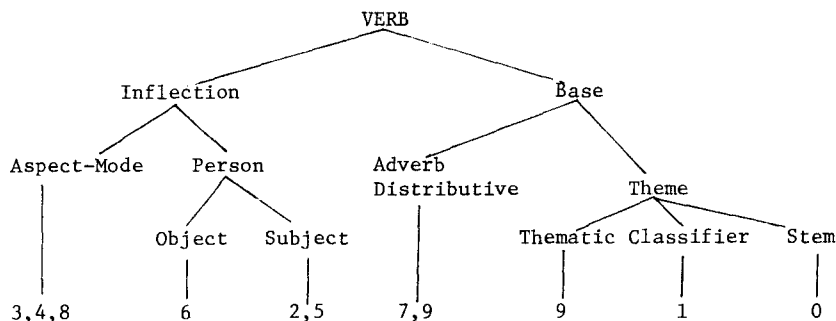 VERB
Inflection Base
Aspect-Mode Person Adverb
Distributive Theme
Object Subject Thematic Classifier Stem
3,4,8 6 2,5 7,9 9 1 0